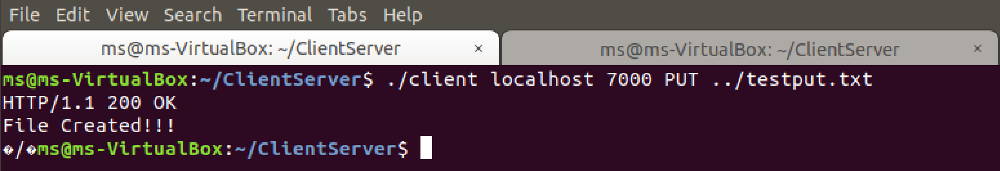 File Edit View Search Terminal Tabs Help
ms@ms-VirtualBox: ~/ClientServer × ms@ms-VirtualBox: ~/ClientServer ×
ms@ms-VirtualBox:~/ClientServer$ ./client localhost 7000 PUT ../testput.txt
HTTP/1.1 200 OK
File Created!!!
�/�ms@ms-VirtualBox:~/ClientServer$